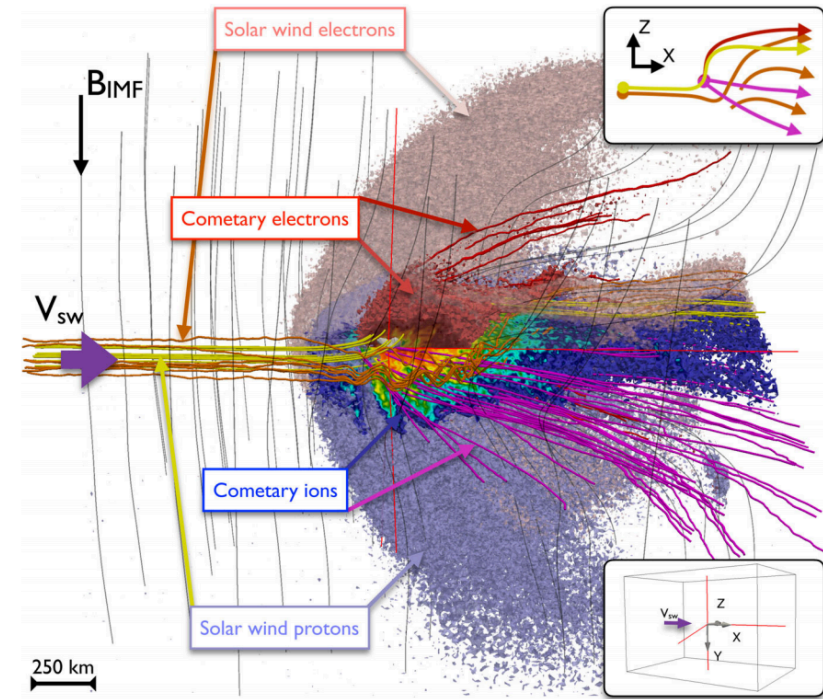 Solar wind electrons
Z
X
BIMF
Cometary electrons
Vsw
Cometary ions
Solar wind protons
Vsw
Z
X
Y
250 km